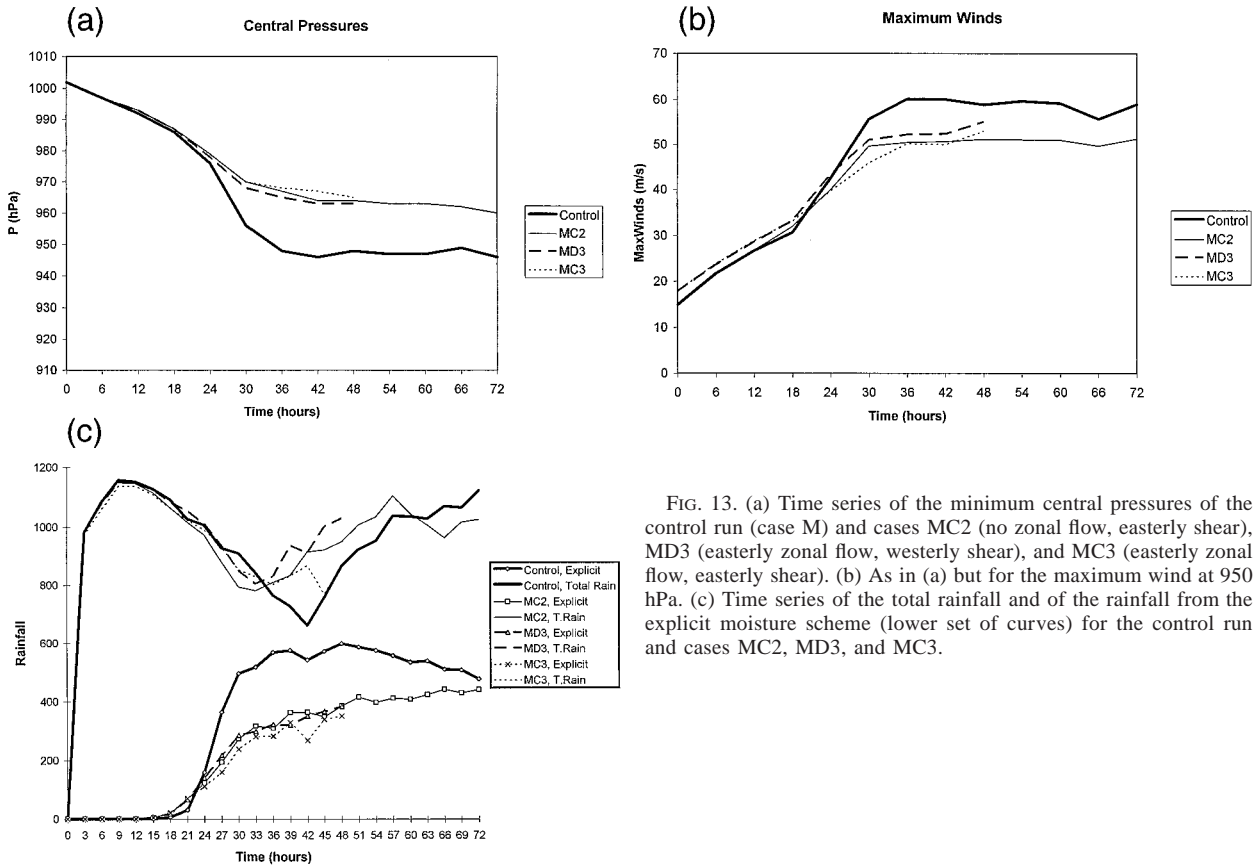 (a)
Central Pressures
1010
1000
990
980
970
960
950
940
930
920
910
P (hPa)
0 6 12 18 24 30 36 42 48 54 60 66 72
Time (hours)
Control
MC2
MD3
MC3
(b)
Maximum Winds
70
60
50
40
30
20
10
0
MaxWinds (m/s)
0 6 12 18 24 30 36 42 48 54 60 66 72
Time (hours)
Control
MC2
MD3
MC3
(c)
1200
1000
800
600
400
200
0
Rainfall
0 3 6 9 12 15 18 21 24 27 30 33 36 39 42 45 48 51 54 57 60 63 66 69 72
Time (hours)
Control, Explicit
Control, Total Rain
MC2, Explicit
MC2, T.Rain
MD3, Explicit
MD3, T.Rain
MC3, Explicit
MC3, T.Rain
FIG. 13. (a) Time series of the minimum central pressures of the
control run (case M) and cases MC2 (no zonal flow, easterly shear),
MD3 (easterly zonal flow, westerly shear), and MC3 (easterly zonal
flow, easterly shear). (b) As in (a) but for the maximum wind at 950
hPa. (c) Time series of the total rainfall and of the rainfall from the
explicit moisture scheme (lower set of curves) for the control run
and cases MC2, MD3, and MC3.